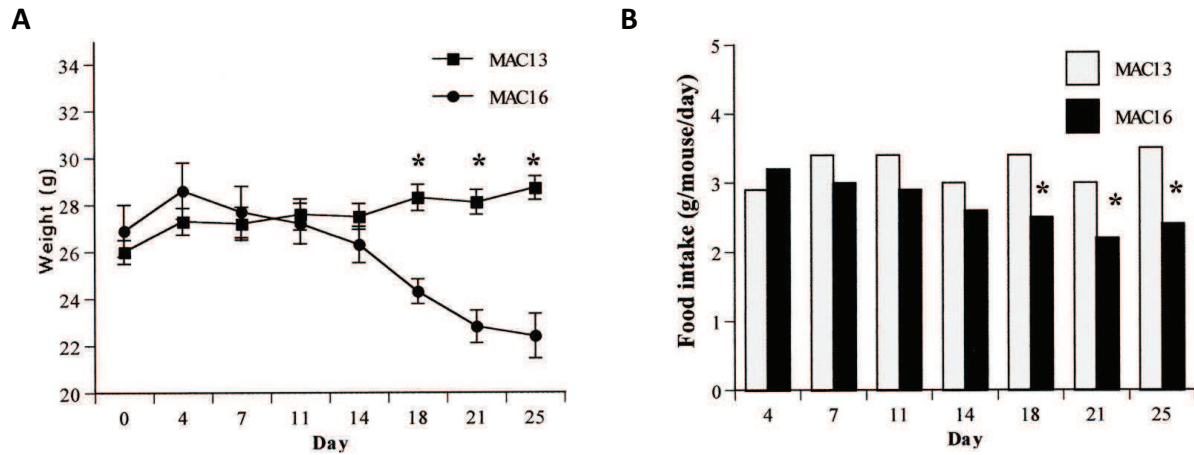 A
34
32
30
28
26
24
22
20
Weight (g)
MAC13
MAC16
* * *
0 4 7 11 14 18 21 25
Day
B
5
4
3
2
1
0
Food intake (g/mouse/day)
MAC13
MAC16
* * *
4 7 11 14 18 21 25
Day